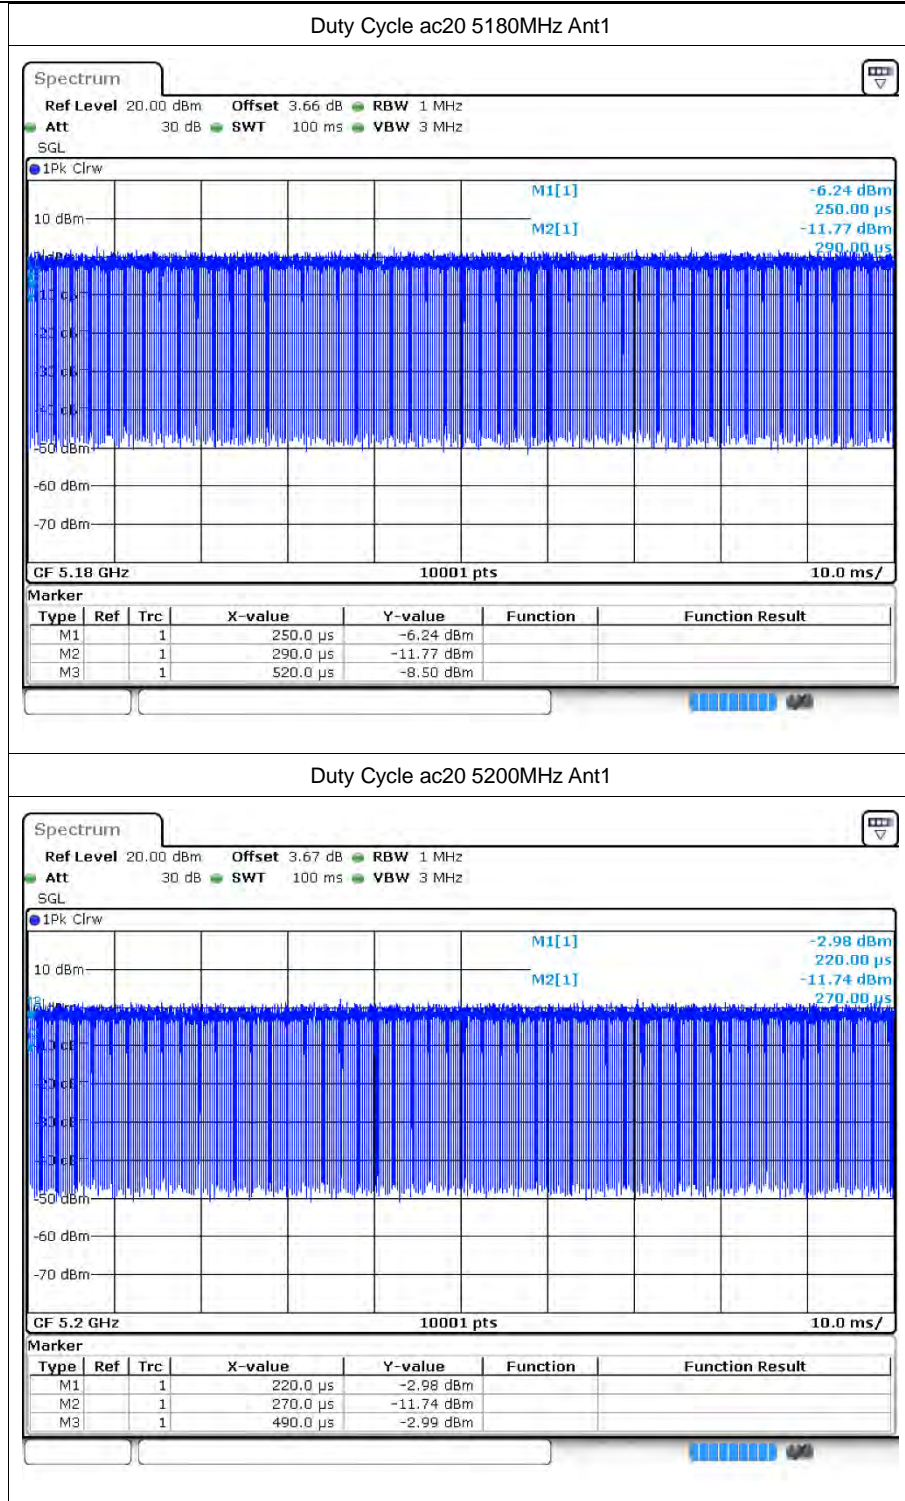 Duty Cycle ac20 5180MHz Ant1
Spectrum
Ref Level 20.00 dBm Offset 3.66 dB RBW 1 MHz
Att 30 dB SWT 100 ms VBW 3 MHz
SGL
1Pk Clrw
M1[1] -6.24 dBm
250.00 µs
10 dBm
M2[1] -11.77 dBm
290.00 µs
-50 dBm
-60 dBm
-70 dBm
CF 5.18 GHz 10001 pts 10.0 ms/
Marker
Type Ref Trc X-value Y-value Function Function Result
M1 1 250.0 µs -6.24 dBm
M2 1 290.0 µs -11.77 dBm
M3 1 520.0 µs -8.50 dBm
Duty Cycle ac20 5200MHz Ant1
Spectrum
Ref Level 20.00 dBm Offset 3.67 dB RBW 1 MHz
Att 30 dB SWT 100 ms VBW 3 MHz
SGL
1Pk Clrw
M1[1] -2.98 dBm
220.00 µs
10 dBm
M2[1] -11.74 dBm
270.00 µs
-50 dBm
-60 dBm
-70 dBm
CF 5.2 GHz 10001 pts 10.0 ms/
Marker
Type Ref Trc X-value Y-value Function Function Result
M1 1 220.0 µs -2.98 dBm
M2 1 270.0 µs -11.74 dBm
M3 1 490.0 µs -2.99 dBm